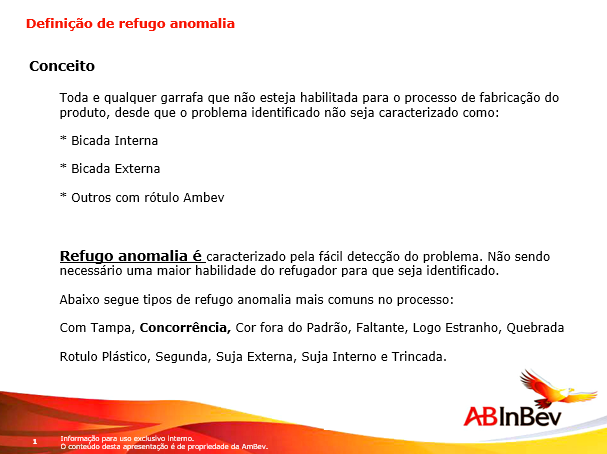 Definição de refugo anomalia
Conceito
Toda e qualquer garrafa que não esteja habilitada para o processo de fabricação do
produto, desde que o problema identificado não seja caracterizado como:
* Bicada Interna
* Bicada Externa
* Outros com rótulo Ambev
Refugo anomalia é caracterizado pela fácil detecção do problema. Não sendo
necessário uma maior habilidade do refugador para que seja identificado.
Abaixo segue tipos de refugo anomalia mais comuns no processo:
Com Tampa, Concorrência, Cor fora do Padrão, Faltante, Logo Estranho, Quebrada
Rotulo Plástico, Segunda, Suja Externa, Suja Interno e Trincada.
ABInBev
1
Informação para uso exclusivo interno.
O conteúdo desta apresentação é de propriedade da AmBev.